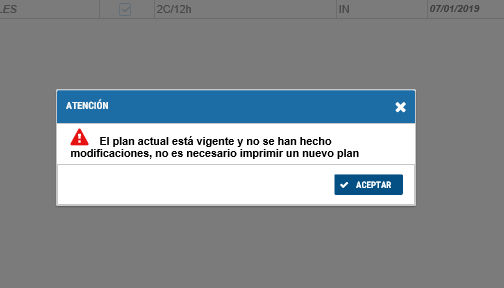 LES 2C/12h IN 07/01/2019
ATENCIÓN
El plan actual está vigente y no se han hecho
modificaciones, no es necesario imprimir un nuevo plan
ACEPTAR